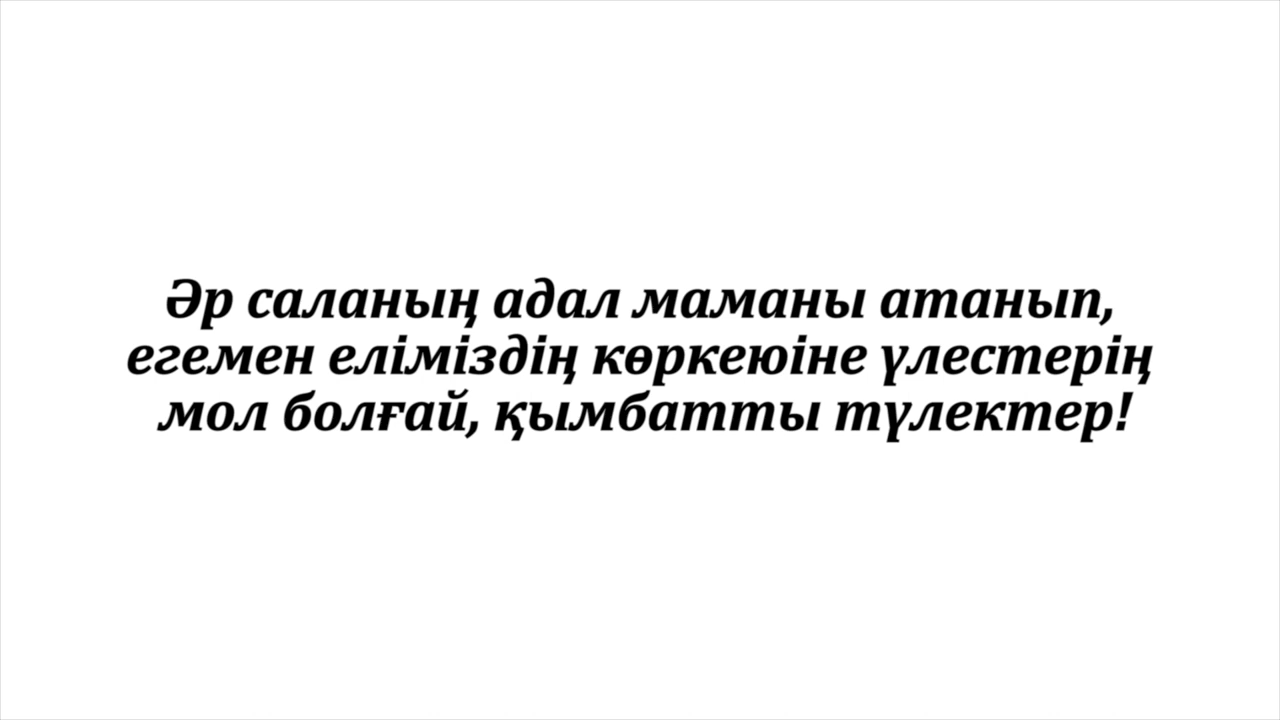 Әр саланың адал маманы атанып,
егемен еліміздің көркеюіне үлестерің
мол болғай, қымбатты түлектер!